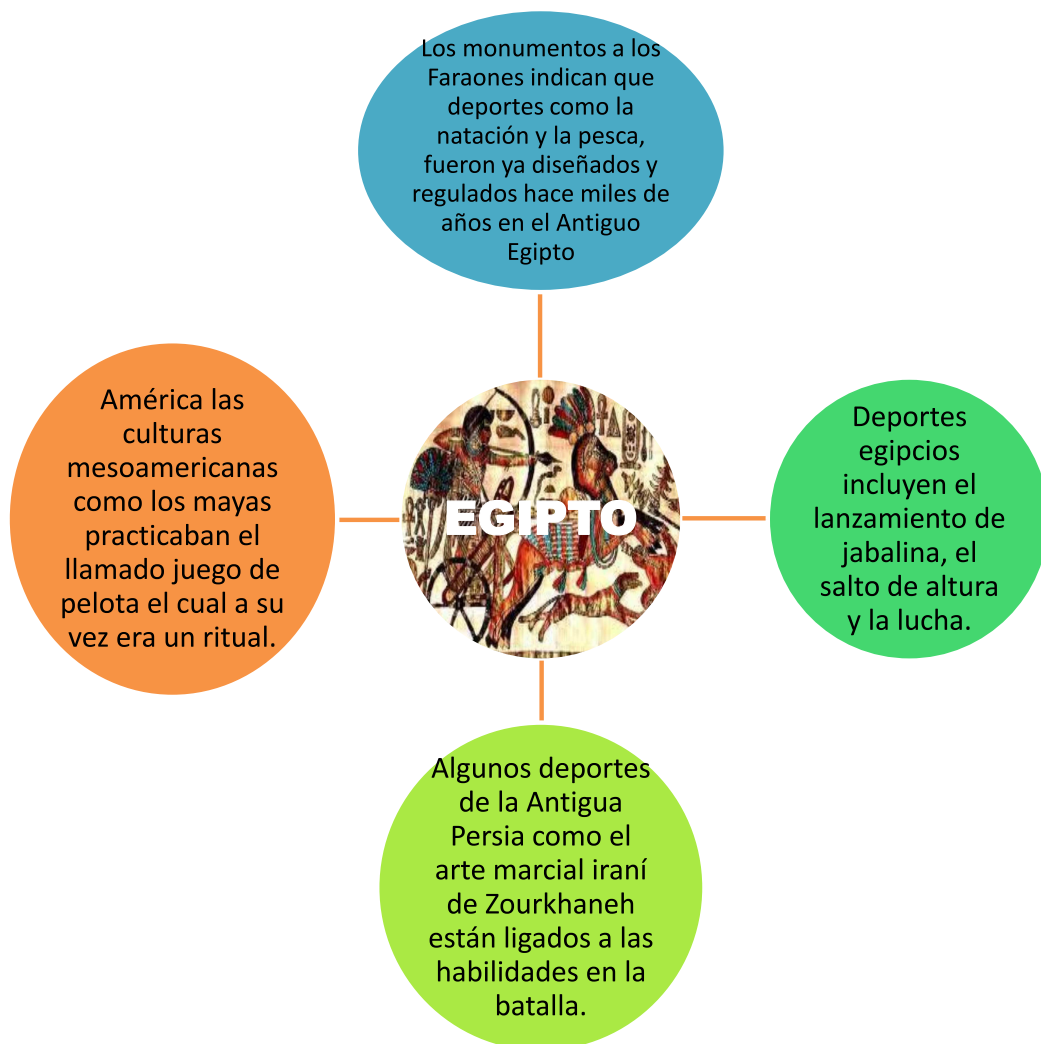 Los monumentos a los
Faraones indican que
deportes como la
natación y la pesca,
fueron ya diseñados y
regulados hace miles de
años en el Antiguo
Egipto
América las
culturas
mesoamericanas
como los mayas
practicaban el
llamado juego de
pelota el cual a su
vez era un ritual.
EGIPTO
Deportes
egipcios
incluyen el
lanzamiento de
jabalina, el
salto de altura
y la lucha.
Algunos deportes
de la Antigua
Persia como el
arte marcial iraní
de Zourkhaneh
están ligados a las
habilidades en la
batalla.